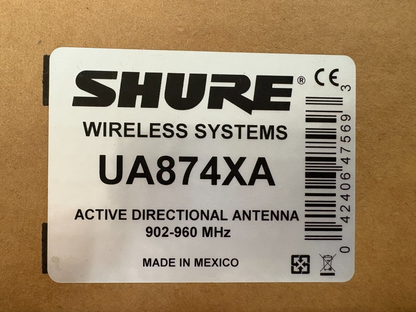 SHURE®
WIRELESS SYSTEMS
UA874XA
ACTIVE DIRECTIONAL ANTENNA
902-960 MHz
MADE IN MEXICO
CE
0 42406 47569 3